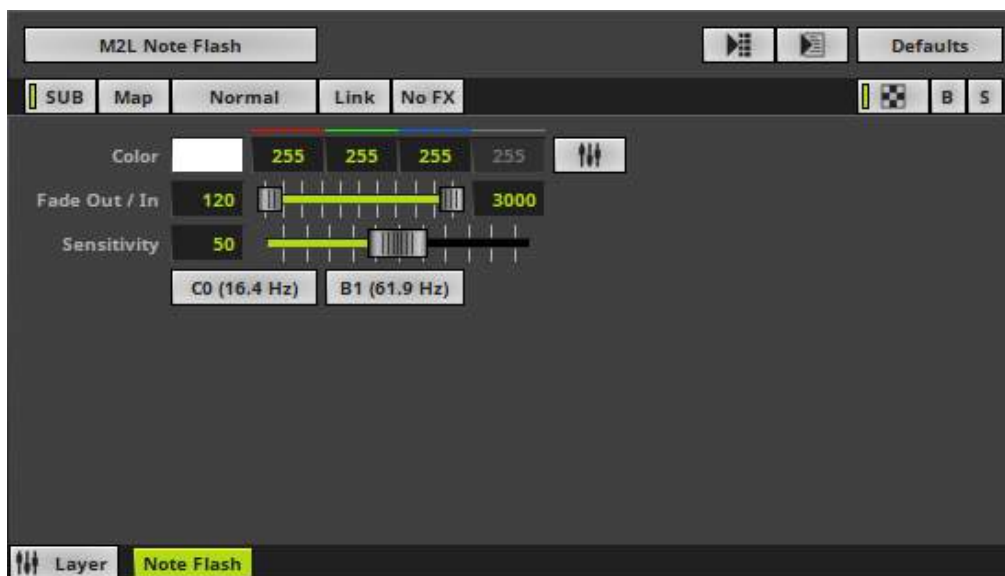 M2L Note Flash Defaults
SUB Map Normal Link No FX B S
Color 255 255 255 255
Fade Out / In 120 3000
Sensitivity 50
C0 (16.4 Hz) B1 (61.9 Hz)
Layer Note Flash